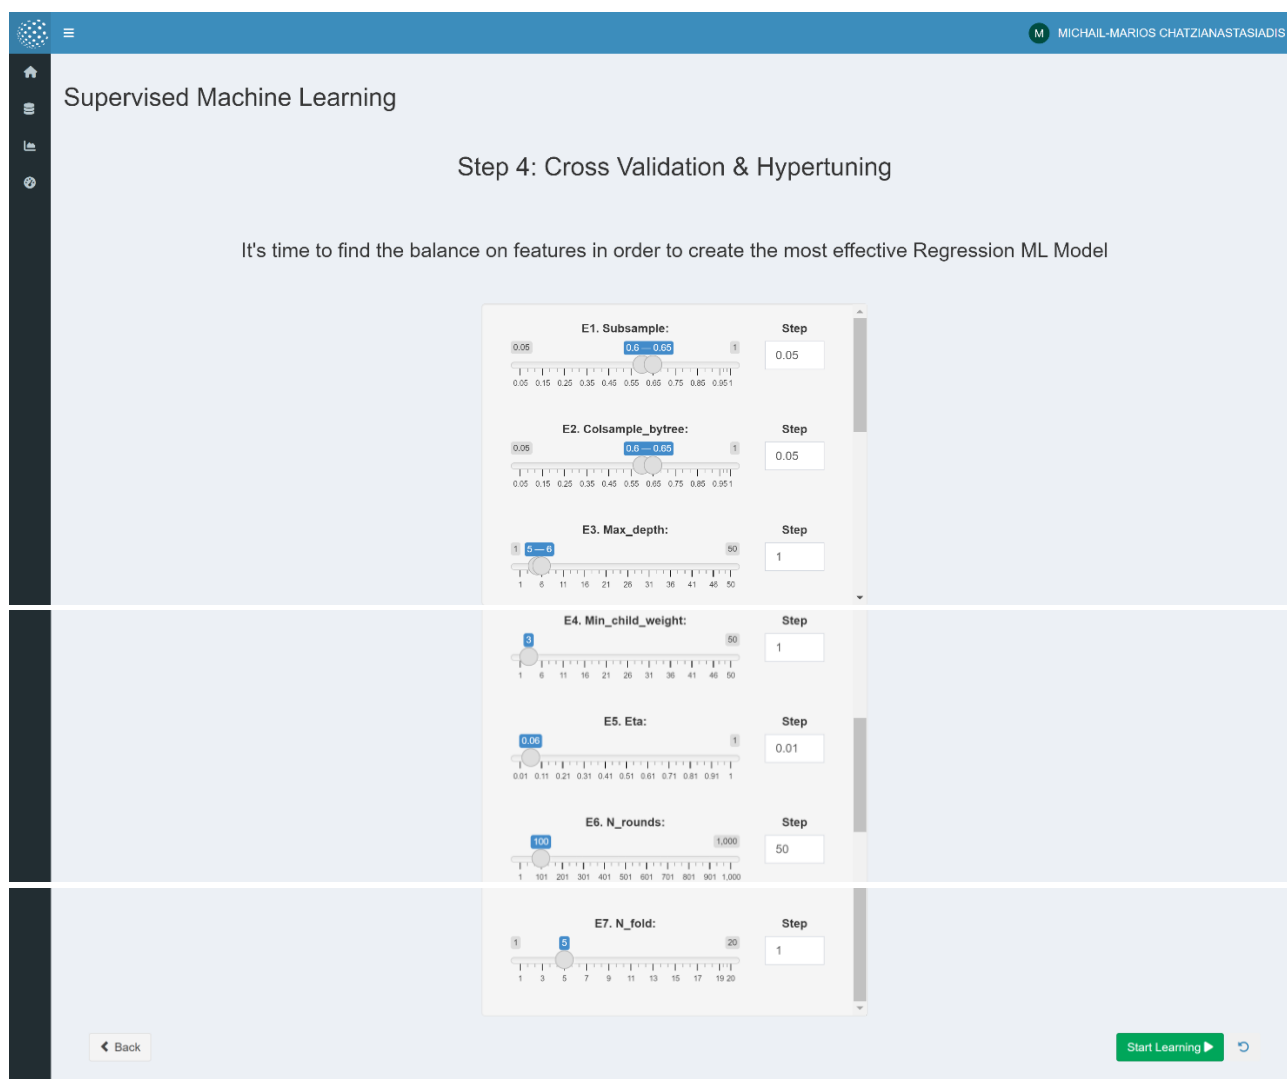 M MICHAIL-MARIOS CHATZIANASTASIADIS
Supervised Machine Learning
Step 4: Cross Validation & Hypertuning
It's time to find the balance on features in order to create the most effective Regression ML Model
E1. Subsample: Step
0.05 0.6 — 0.65 1
0.05
0.05 0.15 0.25 0.35 0.45 0.55 0.65 0.75 0.85 0.95 1
E2. Colsample_bytree: Step
0.05 0.6 — 0.65 1
0.05
0.05 0.15 0.25 0.35 0.45 0.55 0.65 0.75 0.85 0.95 1
E3. Max_depth: Step
1 5 — 6 50
1
1 6 11 16 21 26 31 36 41 46 50
E4. Min_child_weight: Step
3 50
1
1 6 11 16 21 26 31 36 41 46 50
E5. Eta: Step
0.06 1
0.01
0.01 0.11 0.21 0.31 0.41 0.51 0.61 0.71 0.81 0.91 1
E6. N_rounds: Step
100 1,000
50
1 101 201 301 401 501 601 701 801 901 1,000
E7. N_fold: Step
1 5 20
1
1 3 5 7 9 11 13 15 17 19 20
Back Start Learning